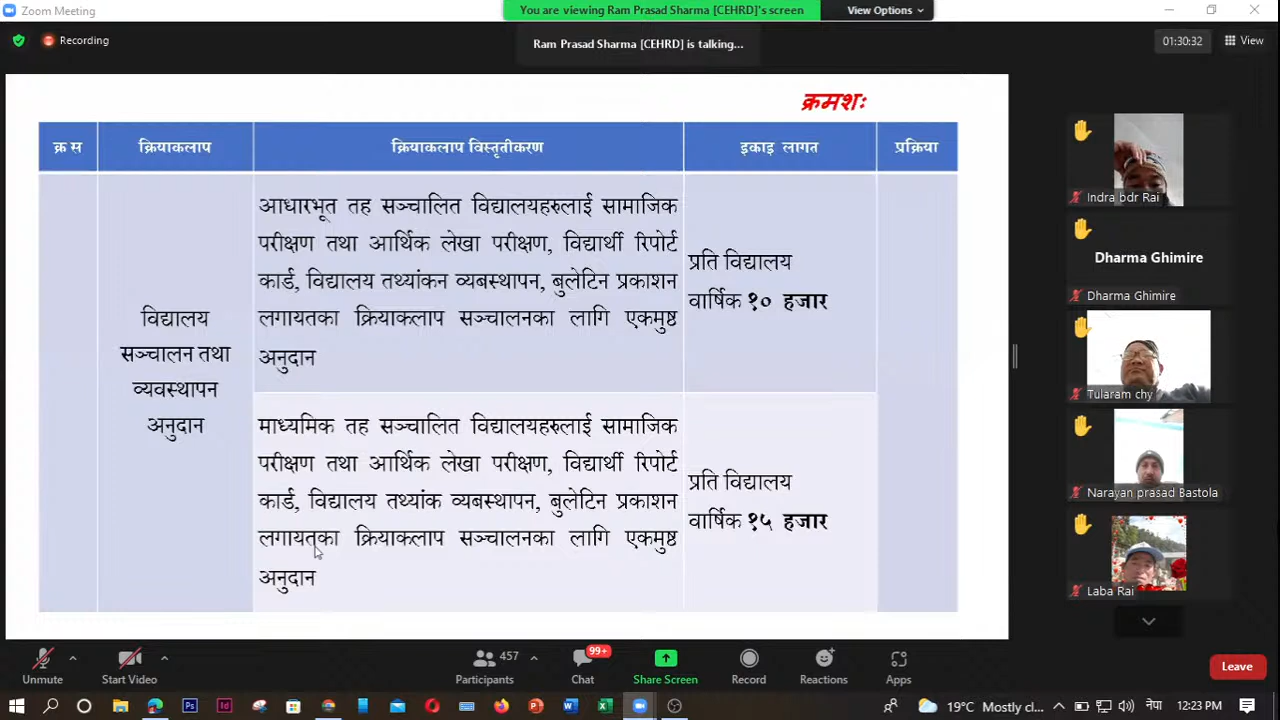 Zoom Meeting
You are viewing Ram Prasad Sharma [CEHRD]'s screen
View Options
Recording
Ram Prasad Sharma [CEHRD] is talking...
01:30:32
View
क्रमशः
क्र स
क्रियाकलाप
क्रियाकलाप विस्तृतीकरण
इकाइ लागत
प्रक्रिया
विद्यालय
सञ्चालन तथा
व्यवस्थापन
अनुदान
आधारभूत तह सञ्चालित विद्यालयहरुलाई सामाजिक
परीक्षण तथा आर्थिक लेखा परीक्षण, विद्यार्थी रिपोर्ट
कार्ड, विद्यालय तथ्यांकन व्यबस्थापन, बुलेटिन प्रकाशन
लगायतका क्रियाकलाप सञ्चालनका लागि एकमुष्ठ
अनुदान
प्रति विद्यालय
वार्षिक १० हजार
माध्यमिक तह सञ्चालित विद्यालयहरुलाई सामाजिक
परीक्षण तथा आर्थिक लेखा परीक्षण, विद्यार्थी रिपोर्ट
कार्ड, विद्यालय तथ्यांक व्यबस्थापन, बुलेटिन प्रकाशन
लगायतका क्रियाकलाप सञ्चालनका लागि एकमुष्ठ
अनुदान
प्रति विद्यालय
वार्षिक १५ हजार
Indra bdr Rai
Dharma Ghimire
Dharma Ghimire
Tularam chy
Narayan prasad Bastola
Laba Rai
Unmute
Start Video
457
Participants
99+
Chat
Share Screen
Record
Reactions
Apps
Leave
19°C Mostly cl...
नेपा
12:23 PM